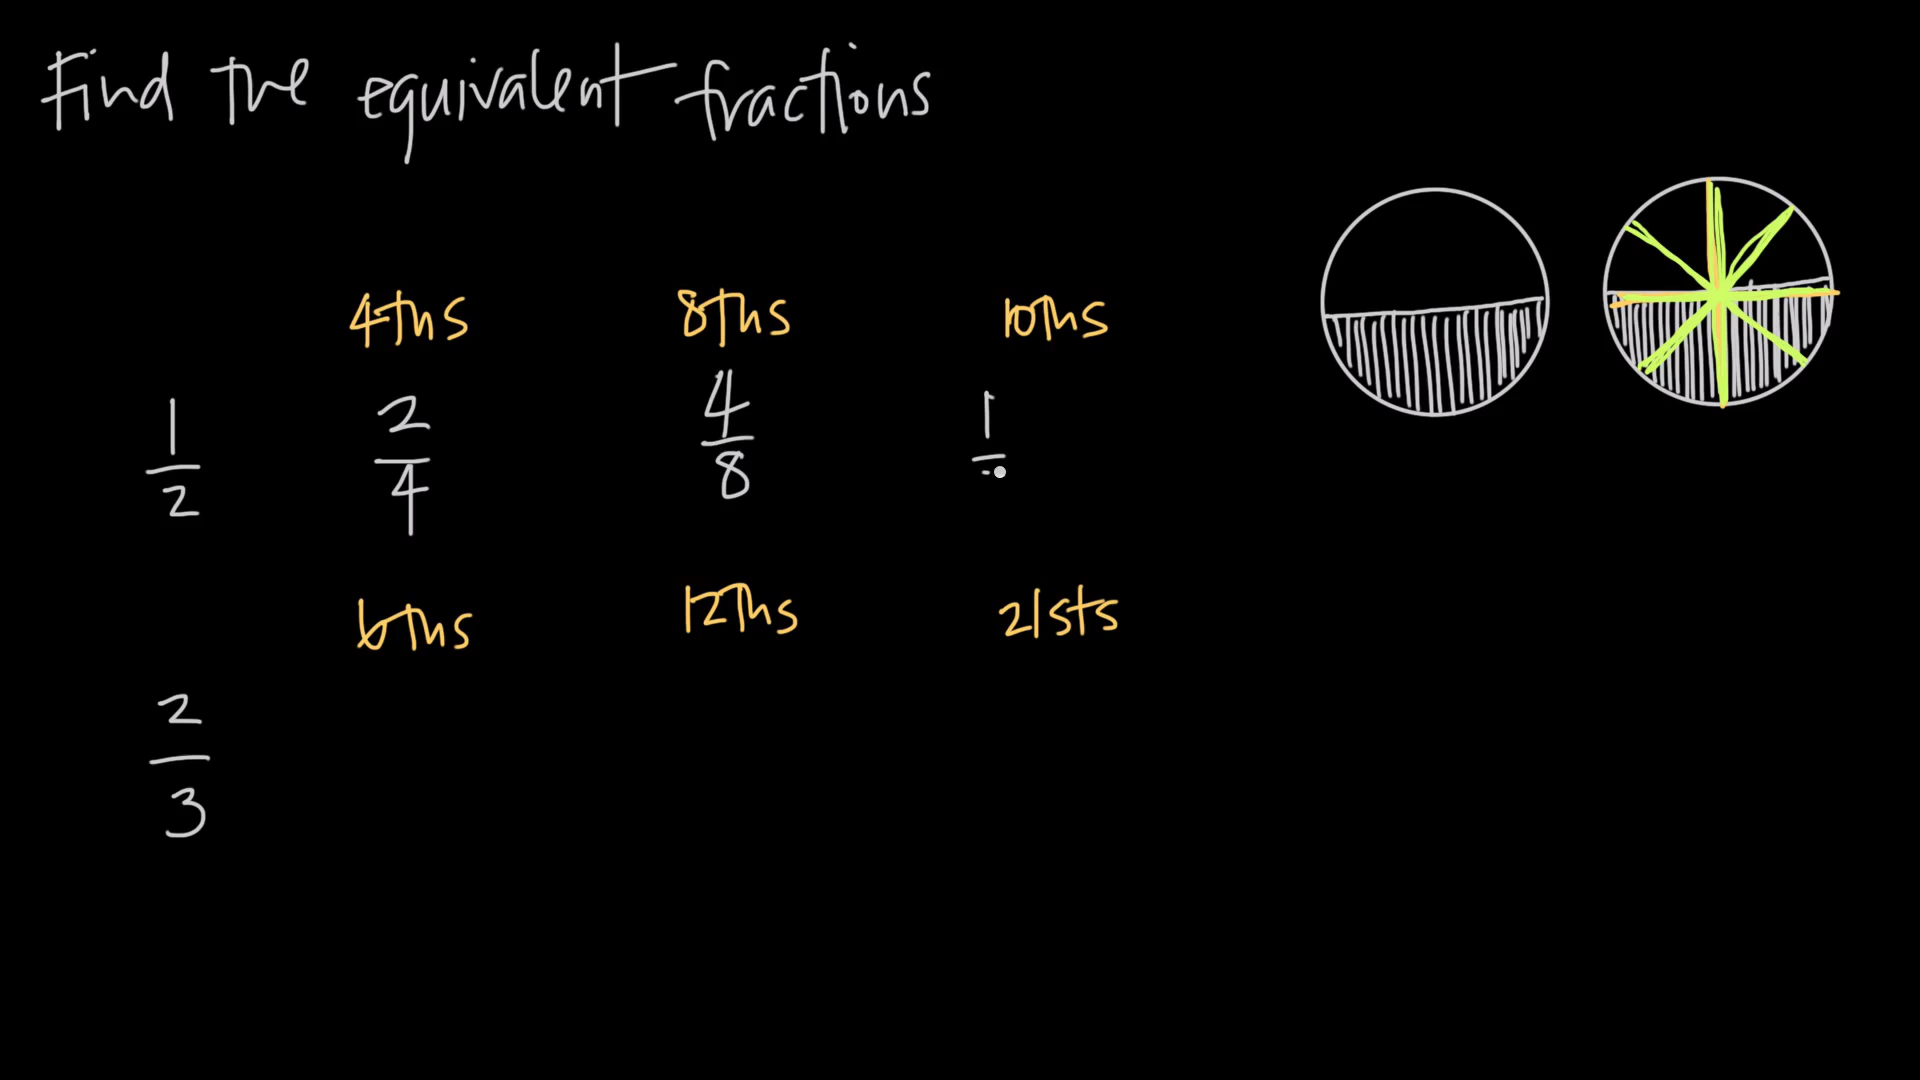 Find the equivalent fractions
4ths 8ths 10ths
1/2 2/4 4/8 1/
6ths 12ths 21sts
2/3